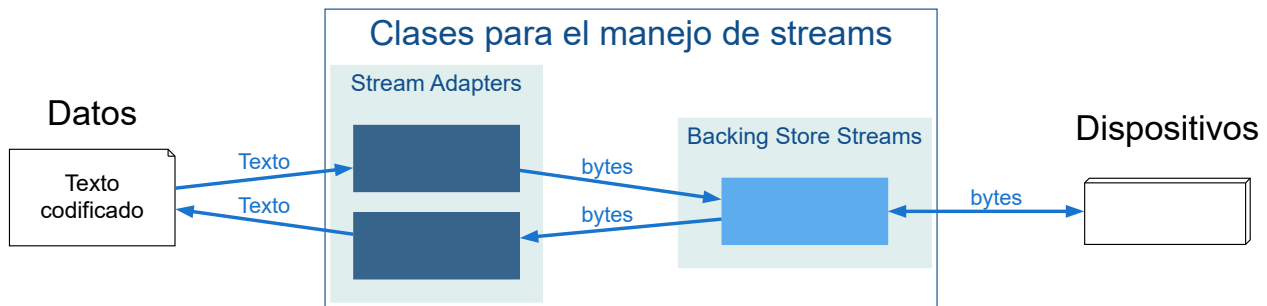 Clases para el manejo de streams
Stream Adapters
Datos
Texto
codificado
Texto
Texto
bytes
bytes
Backing Store Streams
bytes
Dispositivos